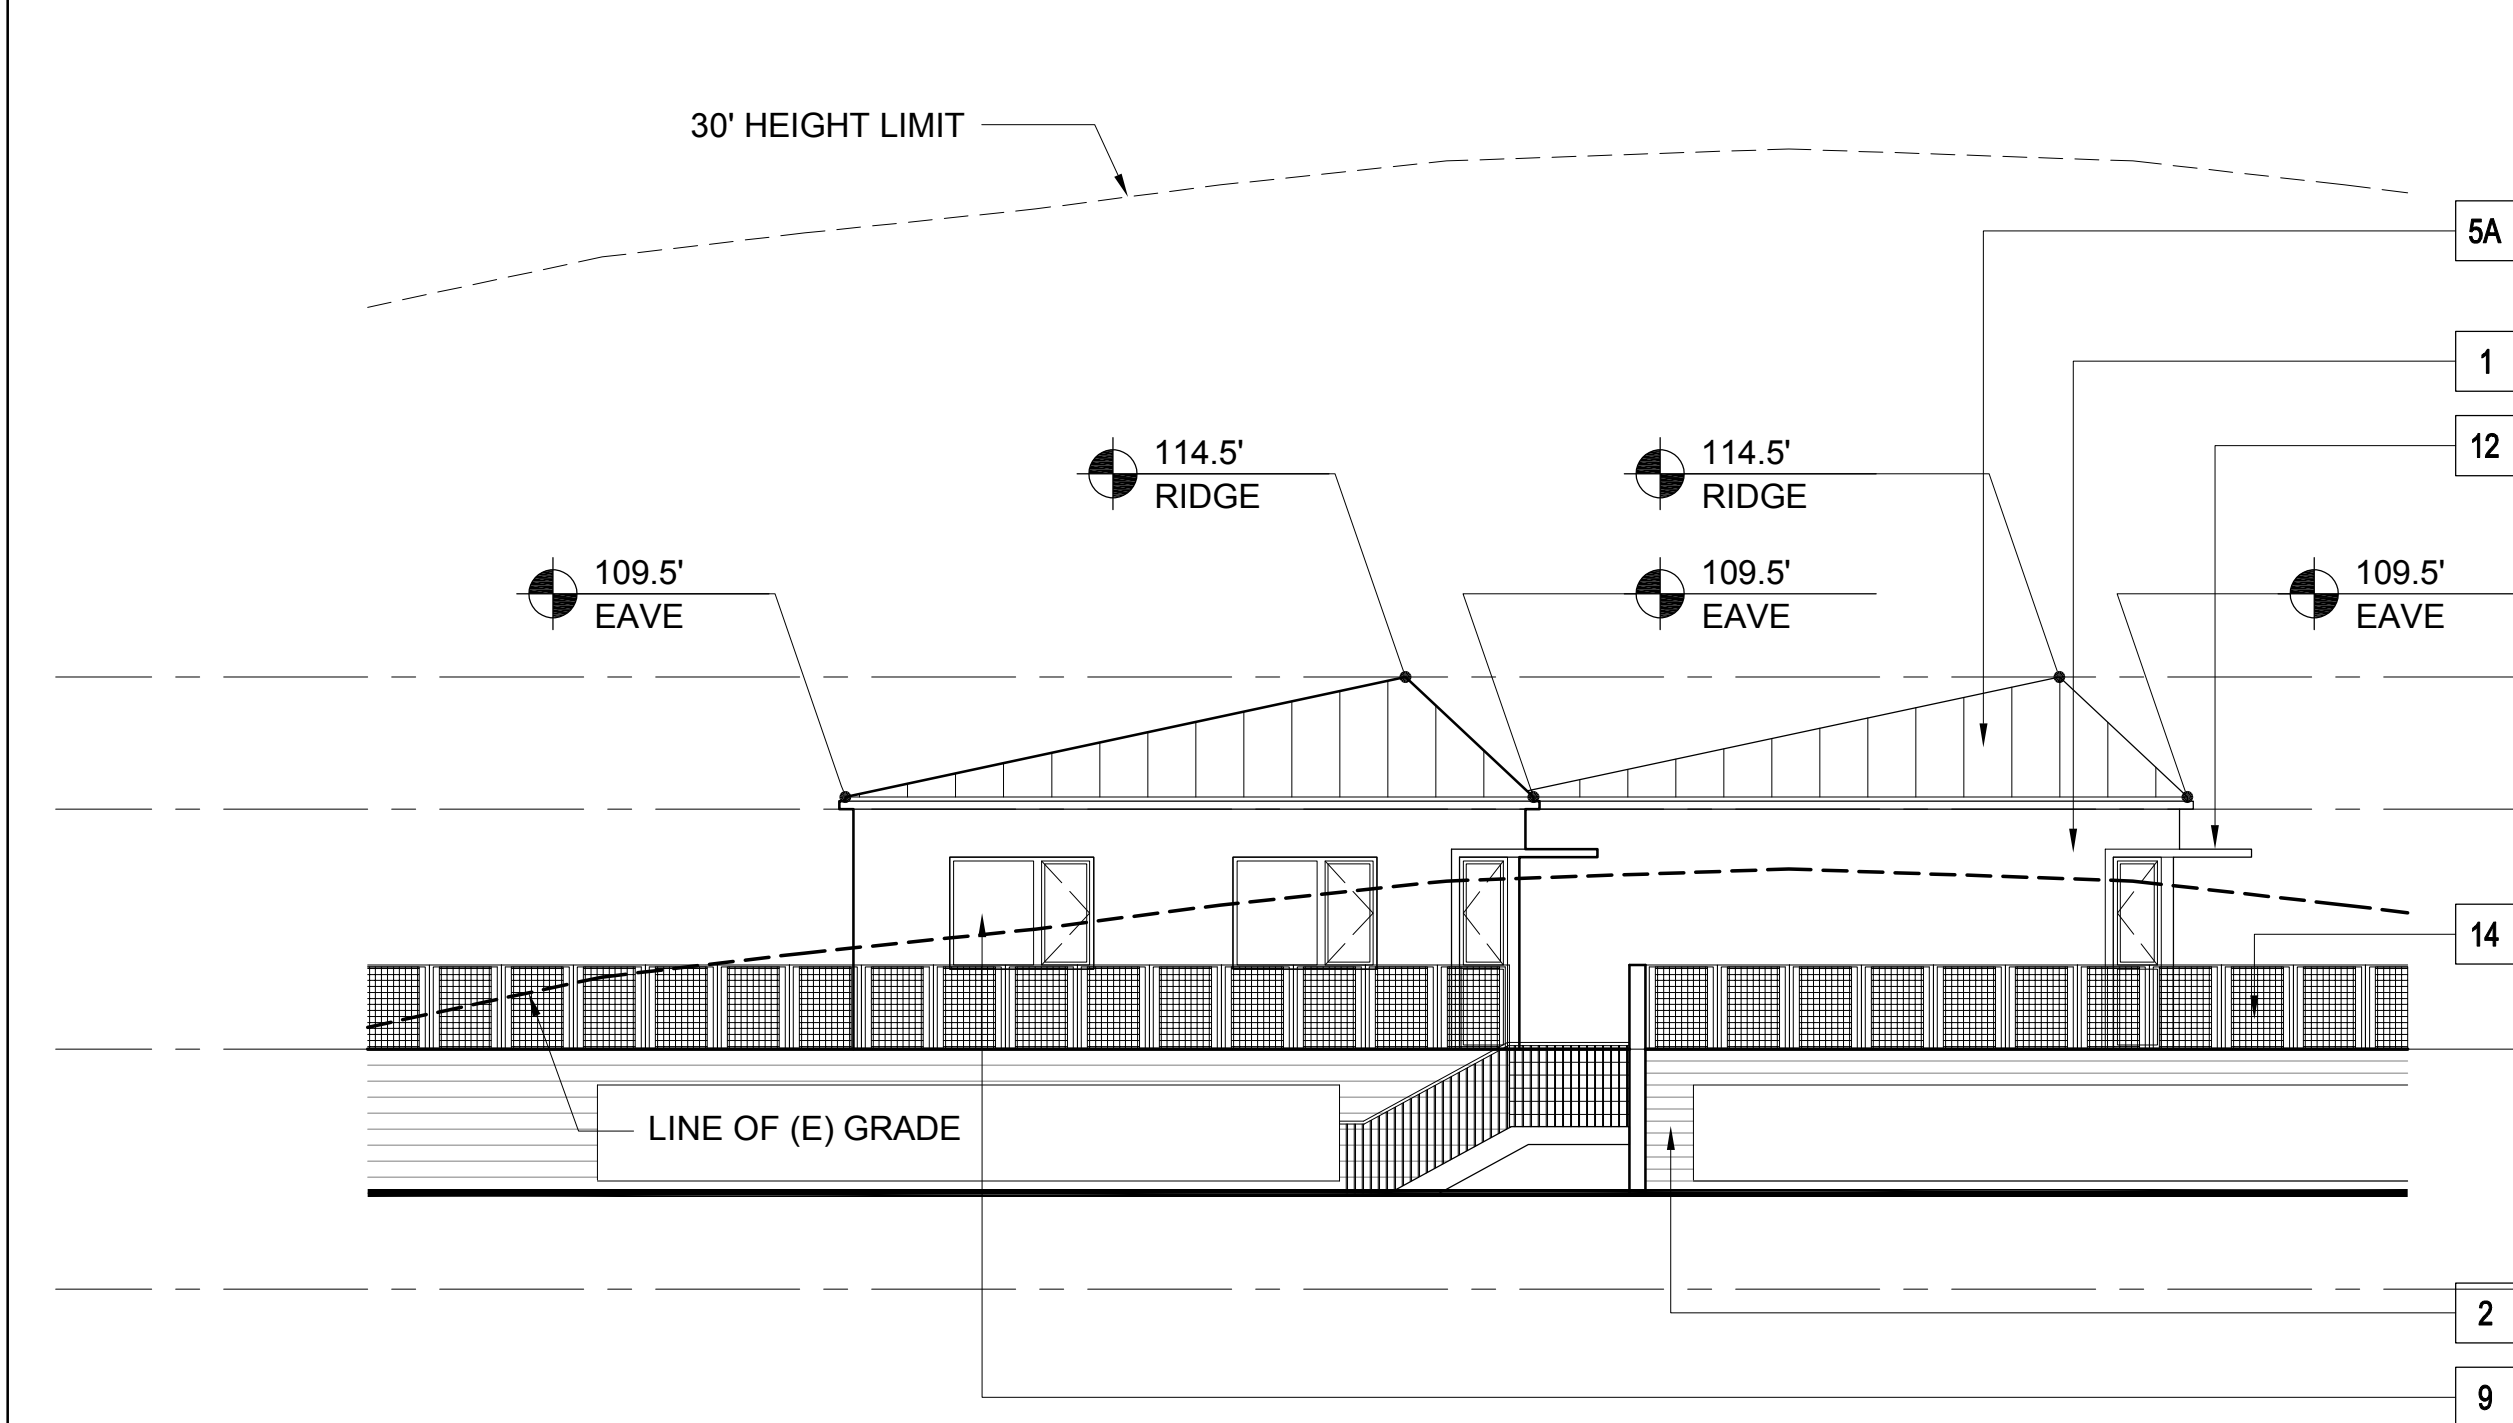 30' HEIGHT LIMIT
5A
1
12
114.5'
RIDGE
114.5'
RIDGE
109.5'
EAVE
109.5'
EAVE
109.5'
EAVE
14
LINE OF (E) GRADE
2
9